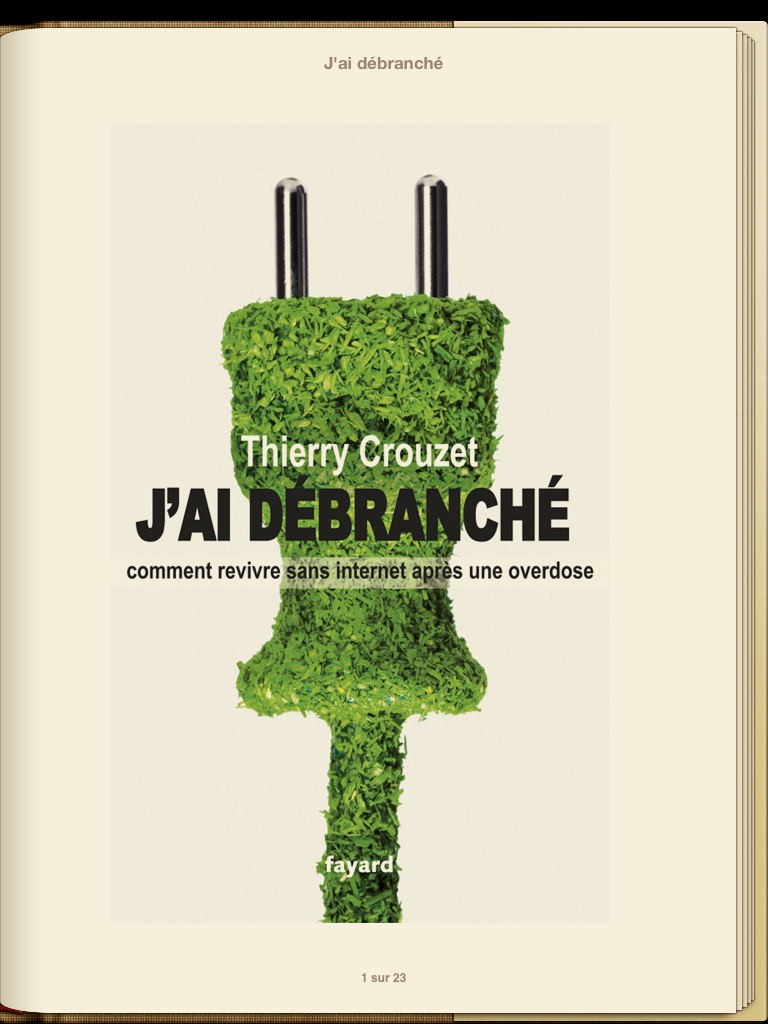 J'ai débranché
Thierry Crouzet
J'AI DÉBRANCHÉ
comment revivre sans internet après une overdose
fayard
1 sur 23